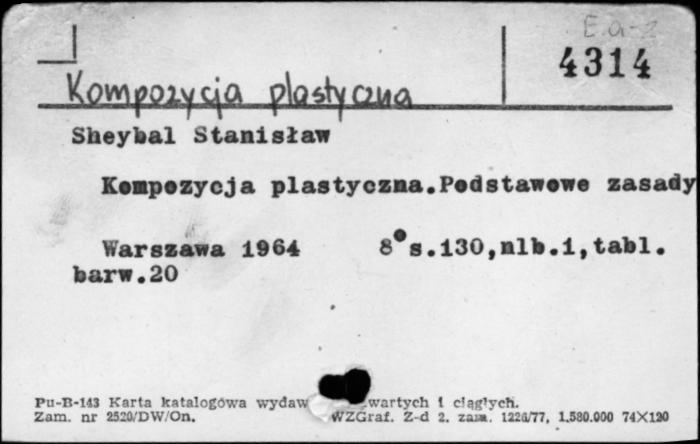 E.a-2
4314
Kompozycja plastyczna
Sheybal Stanisław
Kompozycja plastyczna.Podstawowe zasady
Warszawa 1964 8° s.130,nlb.1,tabl.
barw.20
Pu-B-143 Karta katalogowa wydaw wartych i ciągłych.
Zam. nr 2520/DW/On. WZGraf. Z-d 2. zam. 1226/77, 1.580.000 74X120